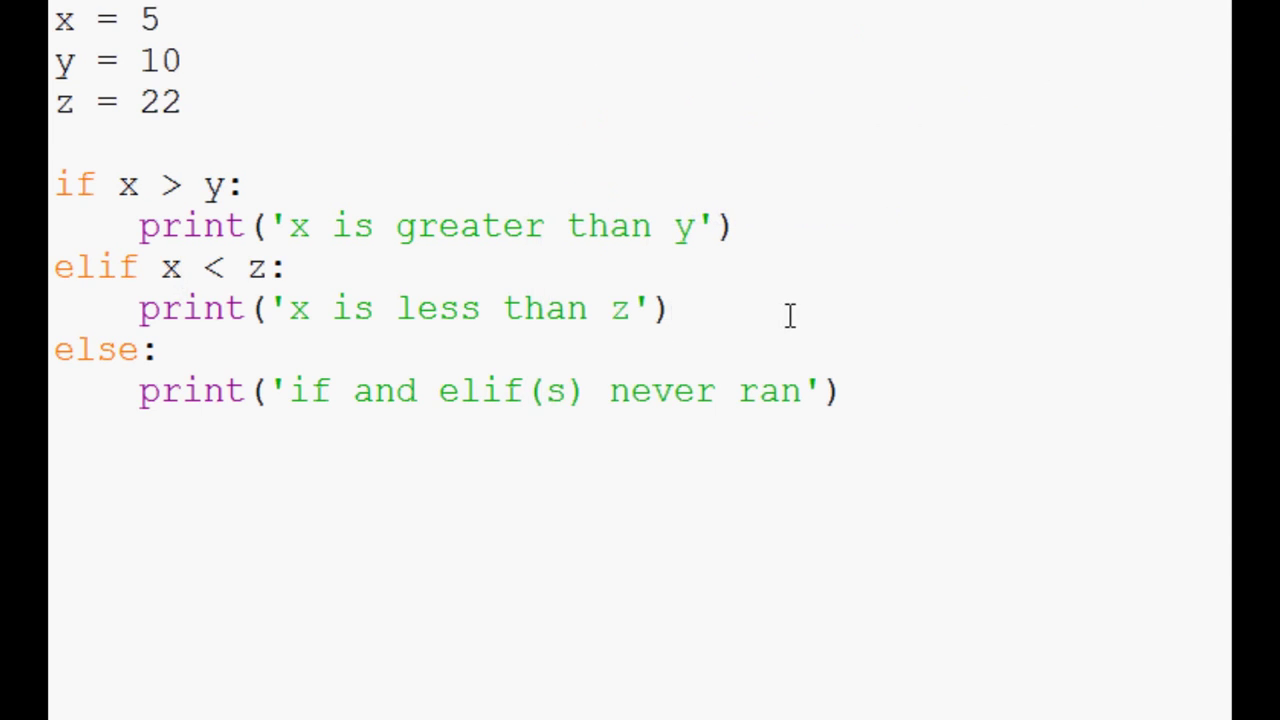 x = 5
y = 10
z = 22
if x > y:
    print('x is greater than y')
elif x < z:
    print('x is less than z')
else:
    print('if and elif(s) never ran')